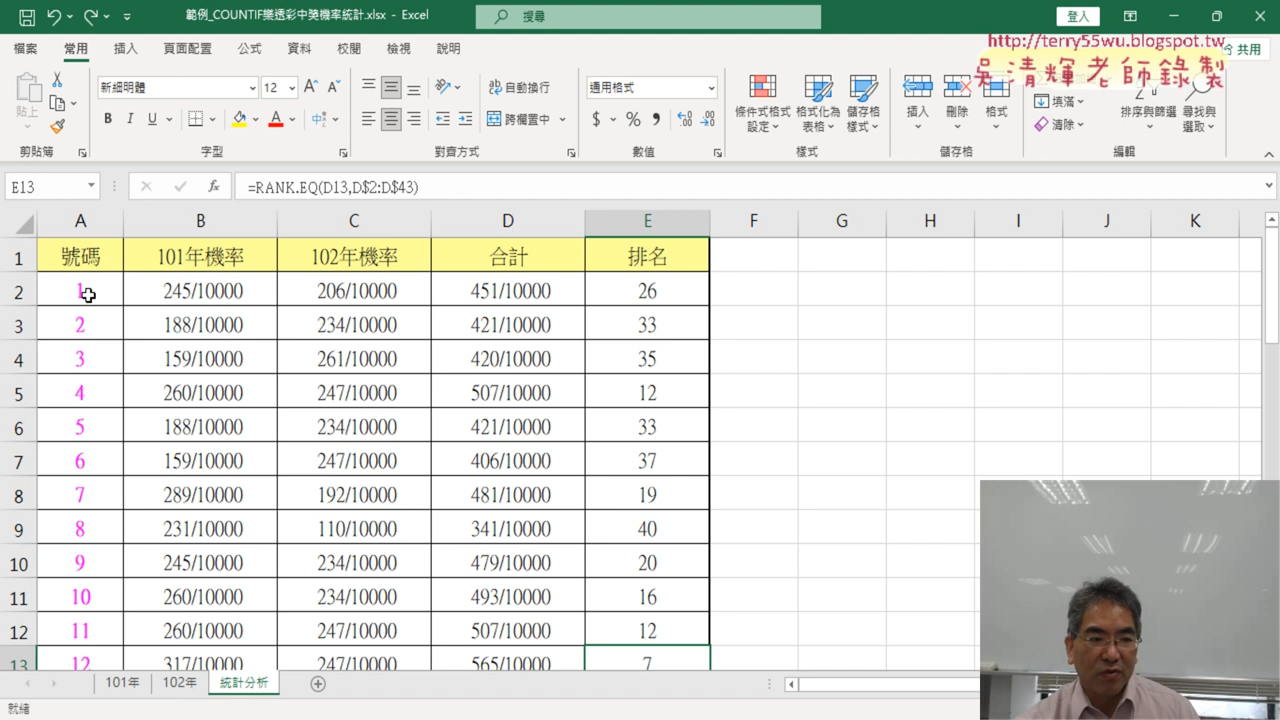 範例_COUNTIF樂透彩中獎機率統計.xlsx - Excel
搜尋
登入
http://terry55wu.blogspot.tw
吳清輝老師錄製
檔案 常用 插入 頁面配置 公式 資料 校閱 檢視 說明 共用
貼上
新細明體 12
自動換行
通用格式
跨欄置中
條件式格式設定
格式化為表格
儲存格樣式
插入 刪除 格式
填滿
清除
排序與篩選
尋找與選取
剪貼簿 字型 對齊方式 數值 樣式 儲存格 編輯
E13 fx =RANK.EQ(D13,D$2:D$43)
A B C D E F G H I J K
1 號碼 101年機率 102年機率 合計 排名
2 1 245/10000 206/10000 451/10000 26
3 2 188/10000 234/10000 421/10000 33
4 3 159/10000 261/10000 420/10000 35
5 4 260/10000 247/10000 507/10000 12
6 5 188/10000 234/10000 421/10000 33
7 6 159/10000 247/10000 406/10000 37
8 7 289/10000 192/10000 481/10000 19
9 8 231/10000 110/10000 341/10000 40
10 9 245/10000 234/10000 479/10000 20
11 10 260/10000 234/10000 493/10000 16
12 11 260/10000 247/10000 507/10000 12
13 12 317/10000 247/10000 565/10000 7
101年 102年 統計分析
就緒